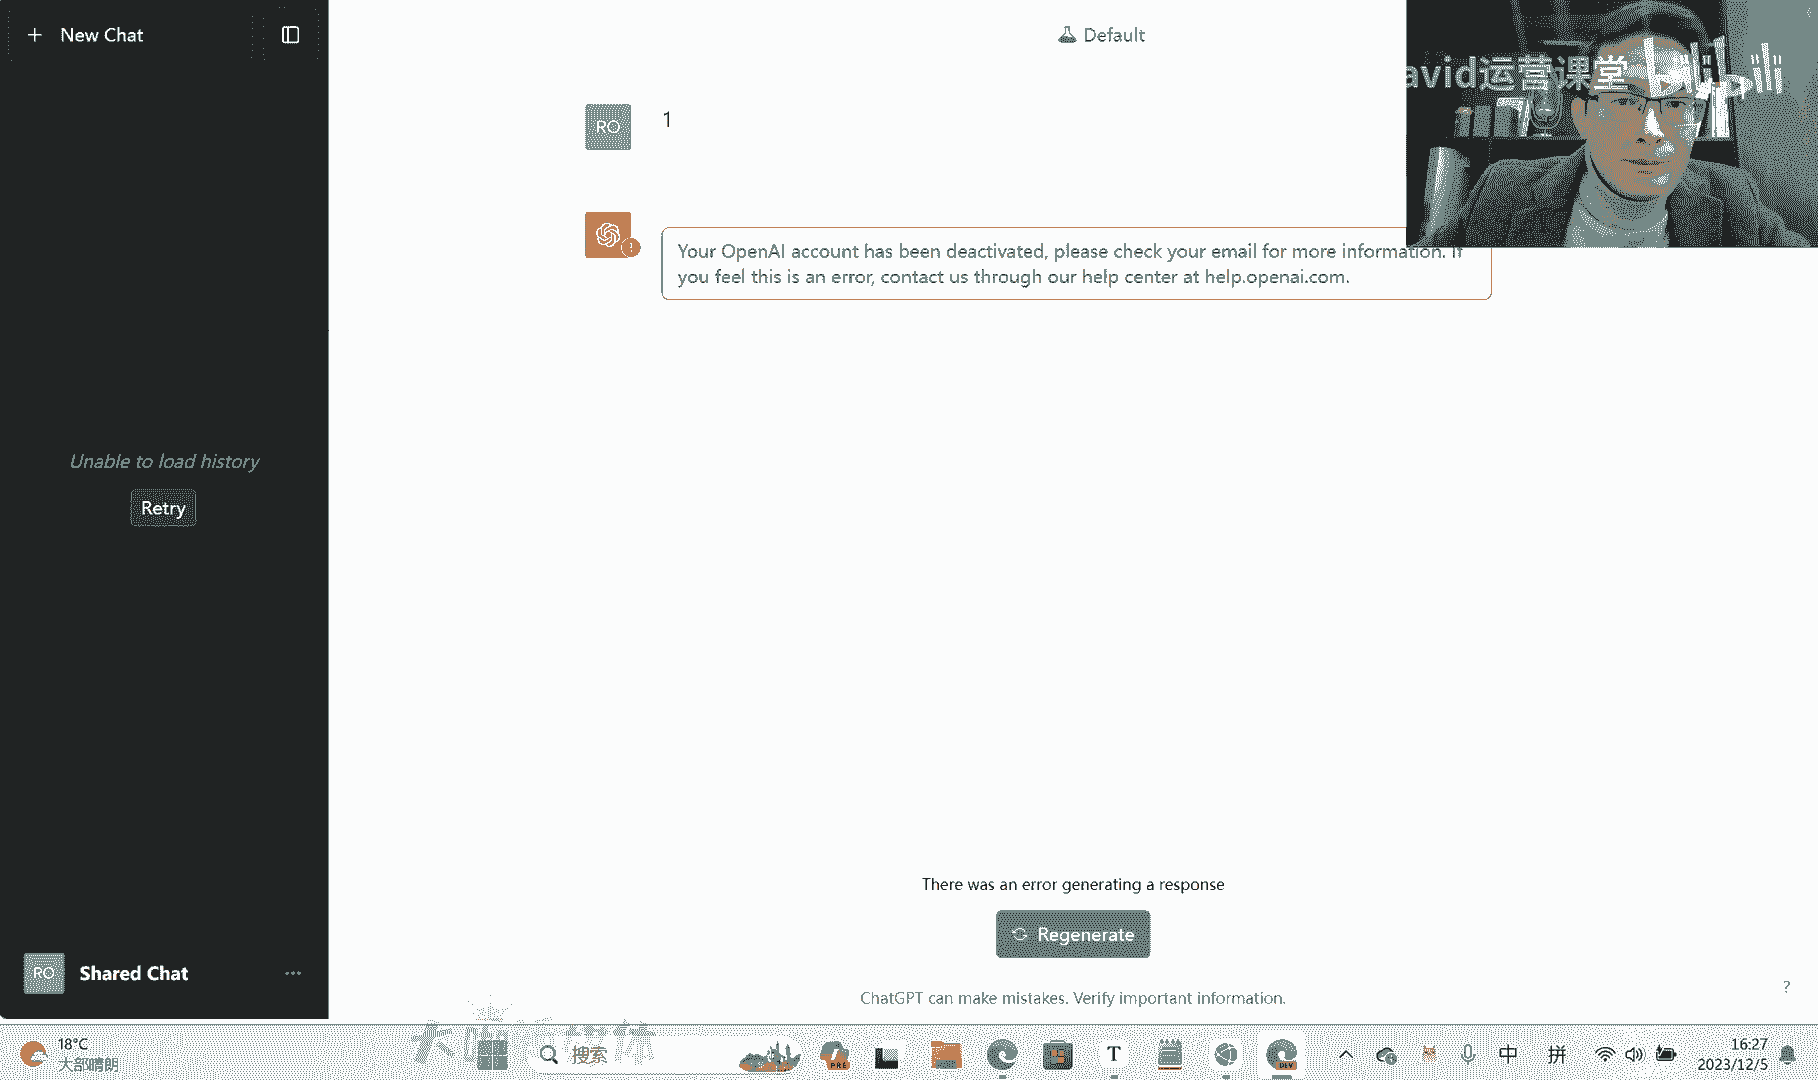 New Chat
Default
avid运营课堂 bilibili
RO
1
Your OpenAI account has been deactivated, please check your email for more information. If
you feel this is an error, contact us through our help center at help.openai.com.
Unable to load history
Retry
There was an error generating a response
Regenerate
RO
Shared Chat
ChatGPT can make mistakes. Verify important information.
?
18°C
大部晴朗
搜索
PRE
T
DEV
中
拼
16:27
2023/12/5